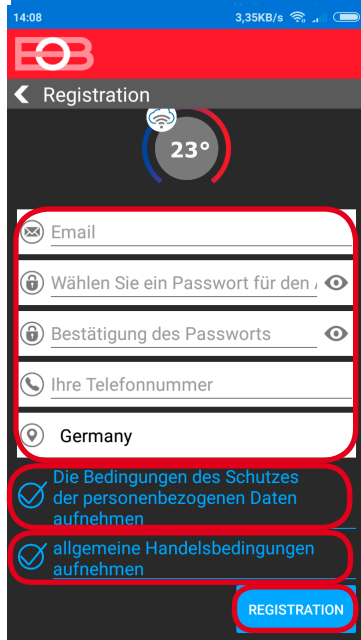 14:08 3,35KB/s
EOB
Registration
23°
Email
Wählen Sie ein Passwort für den
Bestätigung des Passworts
Ihre Telefonnummer
Germany
Die Bedingungen des Schutzes
der personenbezogenen Daten
aufnehmen
allgemeine Handelsbedingungen
aufnehmen
REGISTRATION